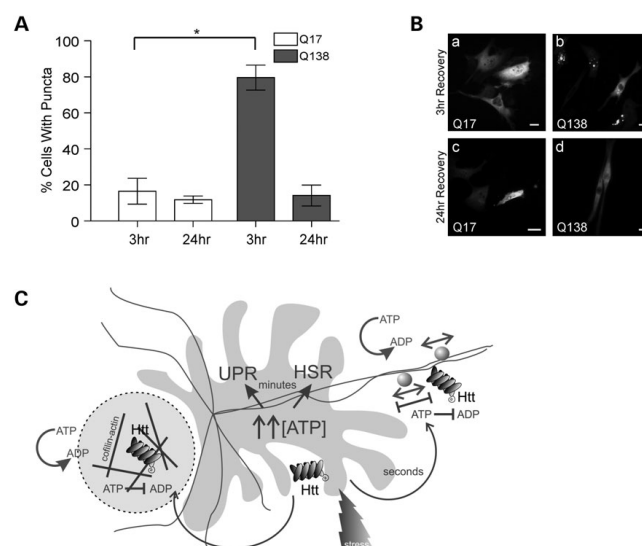 A
*
Q17
Q138
% Cells With Puncta
100
80
60
40
20
0
3hr
24hr
3hr
24hr
B
3hr Recovery
a
Q17
b
Q138
24hr Recovery
c
Q17
d
Q138
C
ATP
ADP
UPR
HSR
minutes
[ATP]
Htt
ATP
ADP
seconds
cofilin-actin
Htt
ATP
ADP
ATP
ADP
Htt
stress